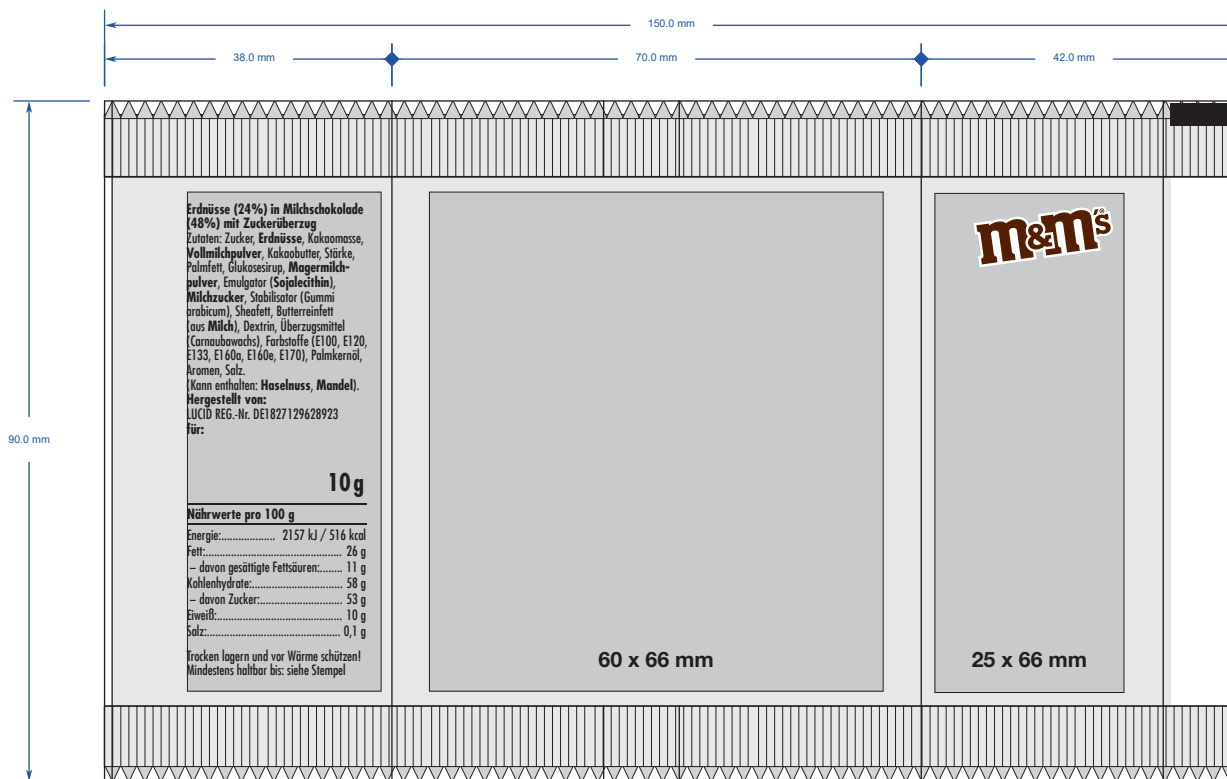 150.0 mm
38.0 mm
70.0 mm
42.0 mm
90.0 mm
Erdnüsse (24%) in Milchschokolade
(48%) mit Zuckerüberzug
Zutaten: Zucker, Erdnüsse, Kakaomasse,
Vollmilchpulver, Kakaobutter, Stärke,
Palmfett, Glukosesirup, Magermilch-
pulver, Emulgator (Sojalecithin),
Milchzucker, Stabilisator (Gummi
arabicum), Sheafett, Butterreinfett
(aus Milch), Dextrin, Überzugsmittel
(Carnaubawachs), Farbstoffe (E100, E120,
E133, E160a, E160e, E170), Palmkernöl,
Aromen, Salz.
(Kann enthalten: Haselnuss, Mandel).
Hergestellt von:
LUCID REG.-Nr. DE1827129628923
für:
10 g
Nährwerte pro 100 g
Energie:................... 2157 kJ / 516 kcal
Fett:................................................ 26 g
– davon gesättigte Fettsäuren:........ 11 g
Kohlenhydrate:................................ 58 g
– davon Zucker:............................. 53 g
Eiweiß:............................................ 10 g
Salz:............................................... 0,1 g
Trocken lagern und vor Wärme schützen!
Mindestens haltbar bis: siehe Stempel
60 x 66 mm
m&m's®
25 x 66 mm